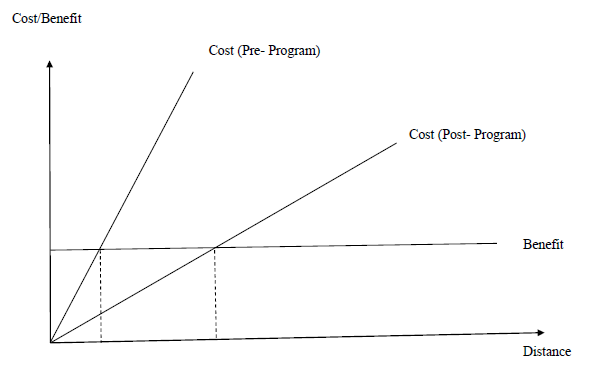 Cost/Benefit
Cost (Pre- Program)
Cost (Post- Program)
Benefit
Distance